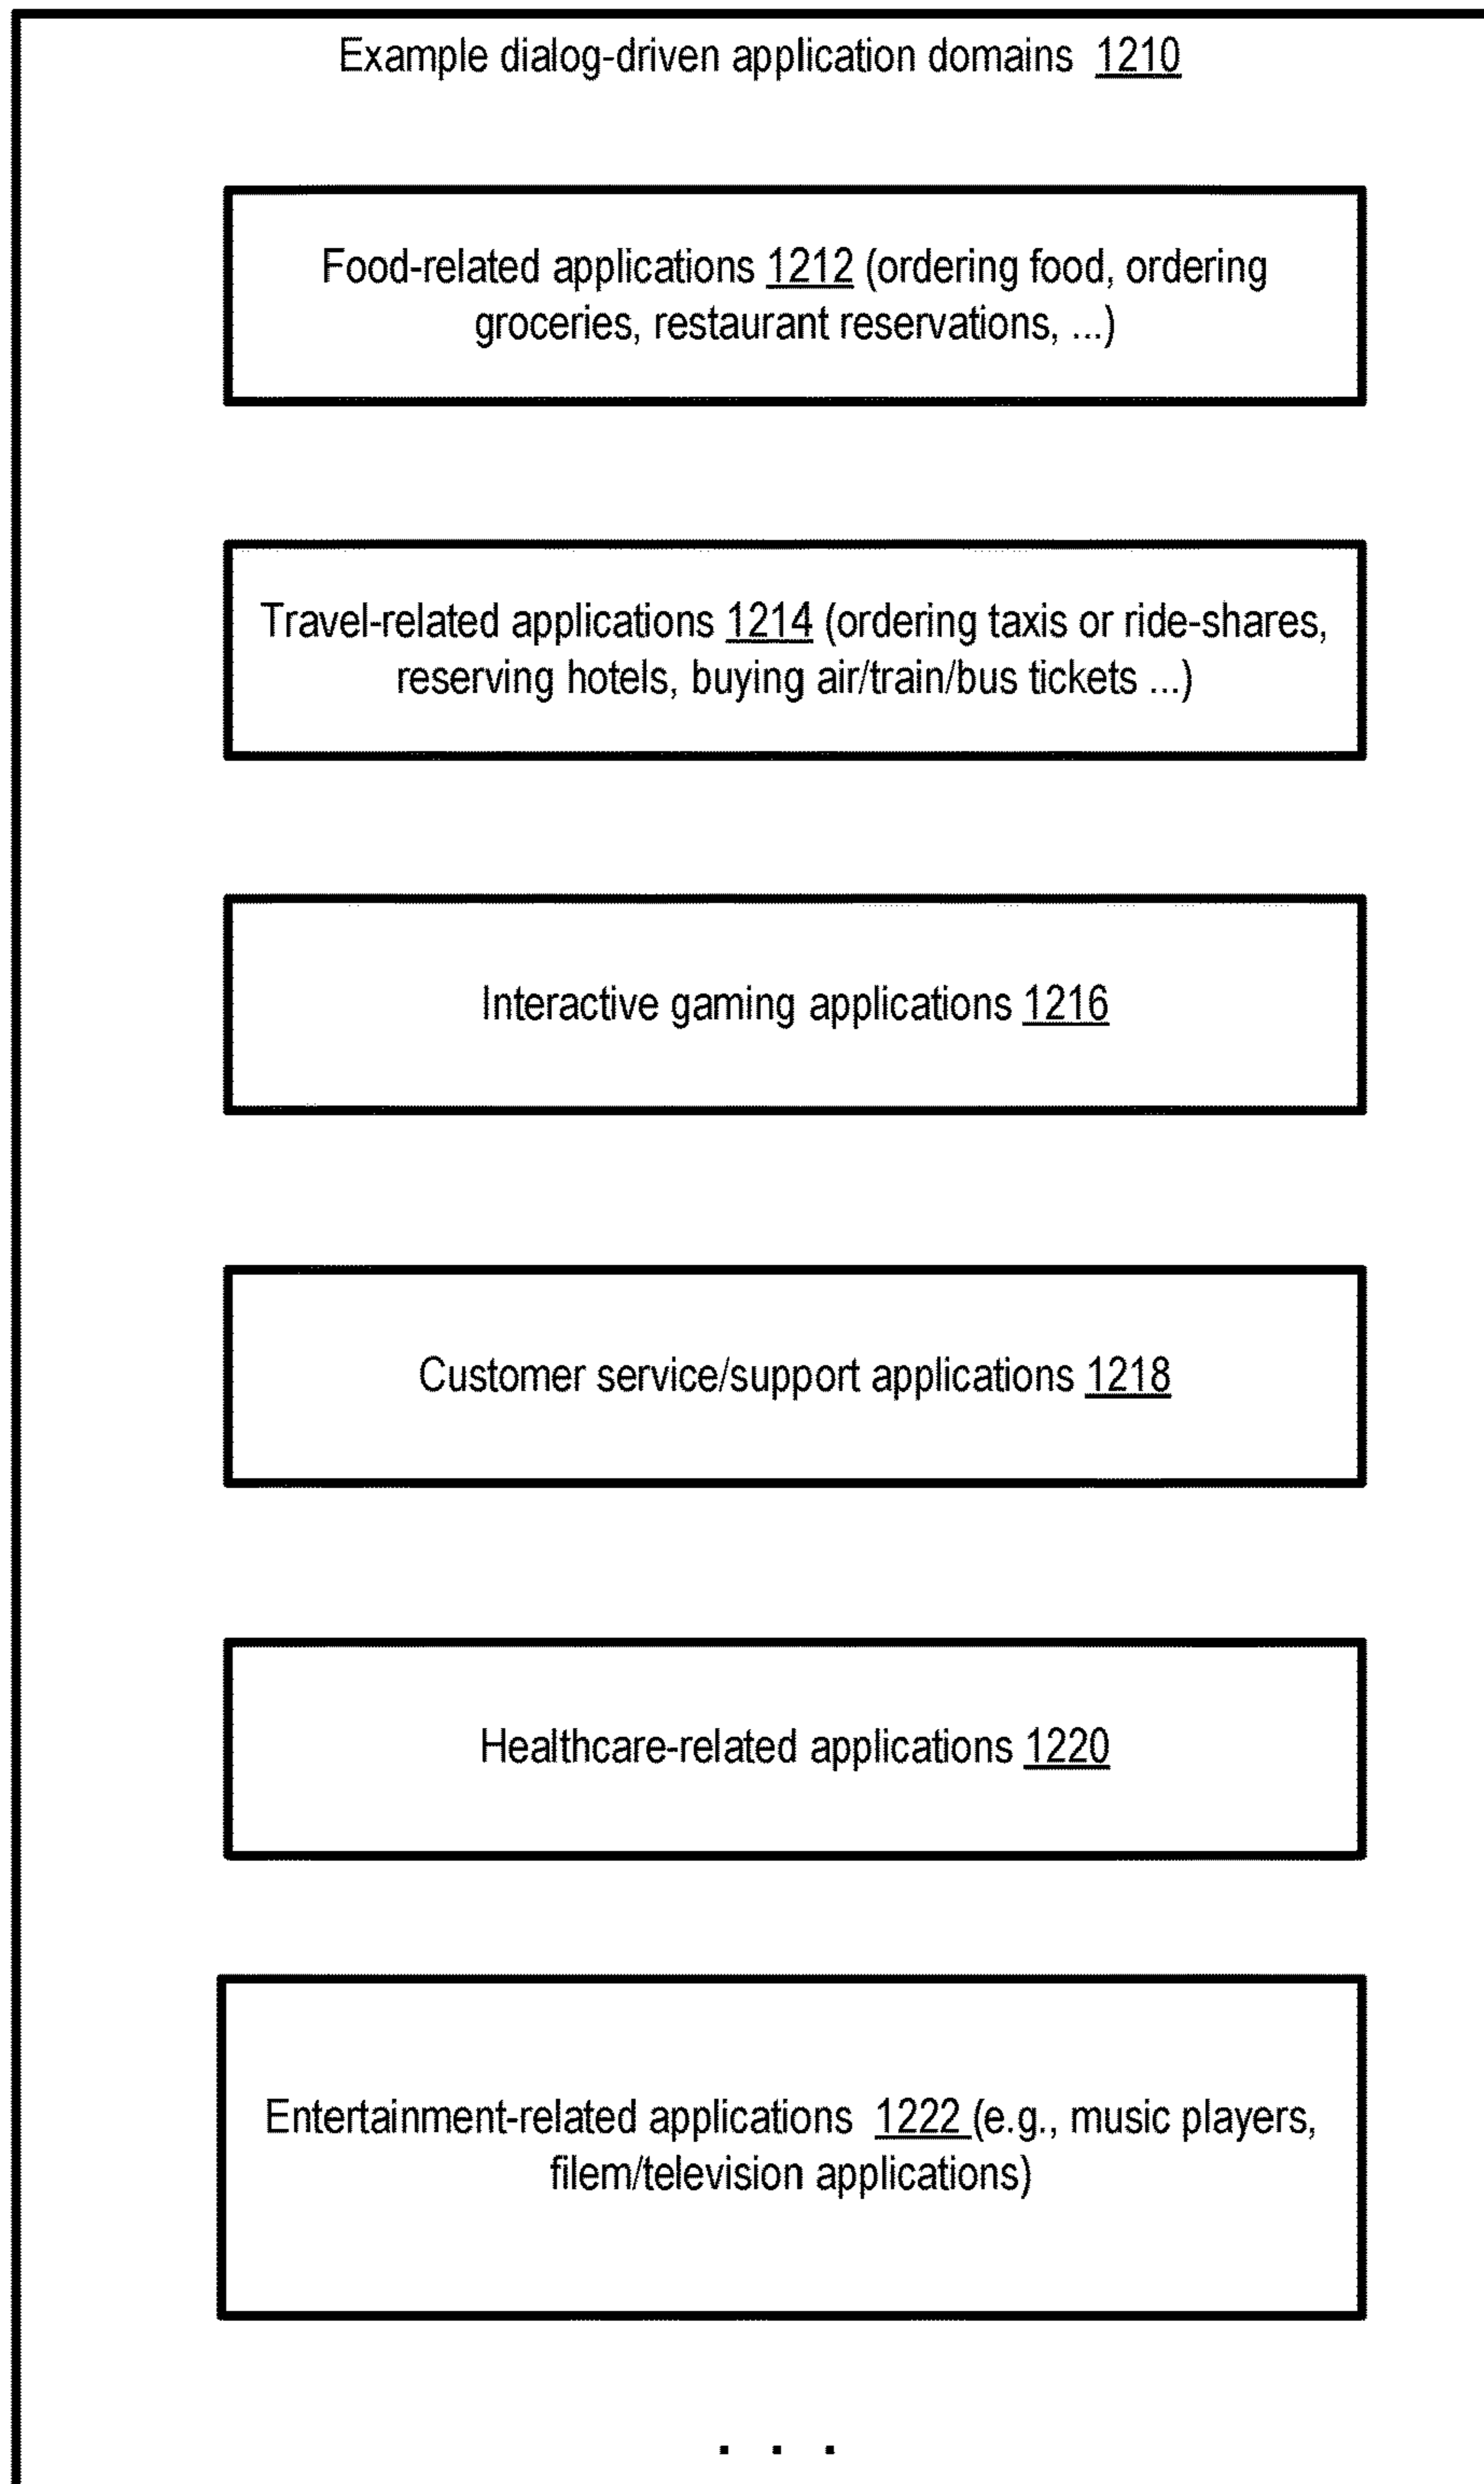 Example dialog-driven application domains 1210
Food-related applications 1212 (ordering food, ordering
groceries, restaurant reservations, ...)
Travel-related applications 1214 (ordering taxis or ride-shares,
reserving hotels, buying air/train/bus tickets ...)
Interactive gaming applications 1216
Customer service/support applications 1218
Healthcare-related applications 1220
Entertainment-related applications 1222 (e.g., music players,
filem/television applications)
. . .